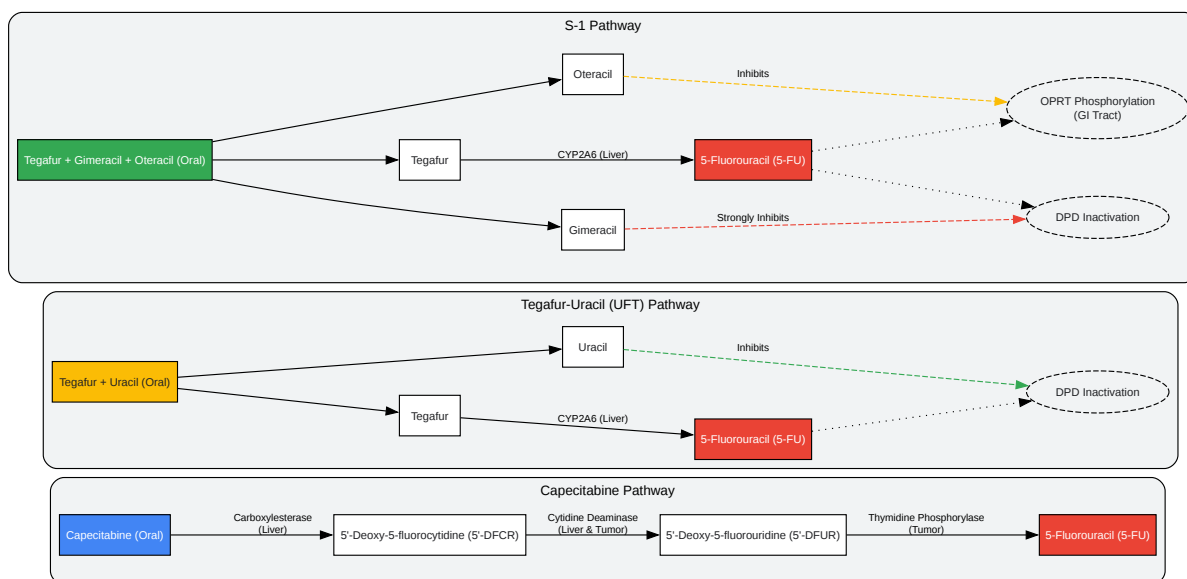 S-1 Pathway
Oteracil
Inhibits
OPRT Phosphorylation
(GI Tract)
Tegafur + Gimeracil + Oteracil (Oral)
Tegafur
CYP2A6 (Liver)
5-Fluorouracil (5-FU)
Gimeracil
Strongly Inhibits
DPD Inactivation
Tegafur-Uracil (UFT) Pathway
Uracil
Inhibits
Tegafur + Uracil (Oral)
DPD Inactivation
Tegafur
CYP2A6 (Liver)
5-Fluorouracil (5-FU)
Capecitabine Pathway
Capecitabine (Oral)
Carboxylesterase
(Liver)
5'-Deoxy-5-fluorocytidine (5'-DFCR)
Cytidine Deaminase
(Liver & Tumor)
5'-Deoxy-5-fluorouridine (5'-DFUR)
Thymidine Phosphorylase
(Tumor)
5-Fluorouracil (5-FU)